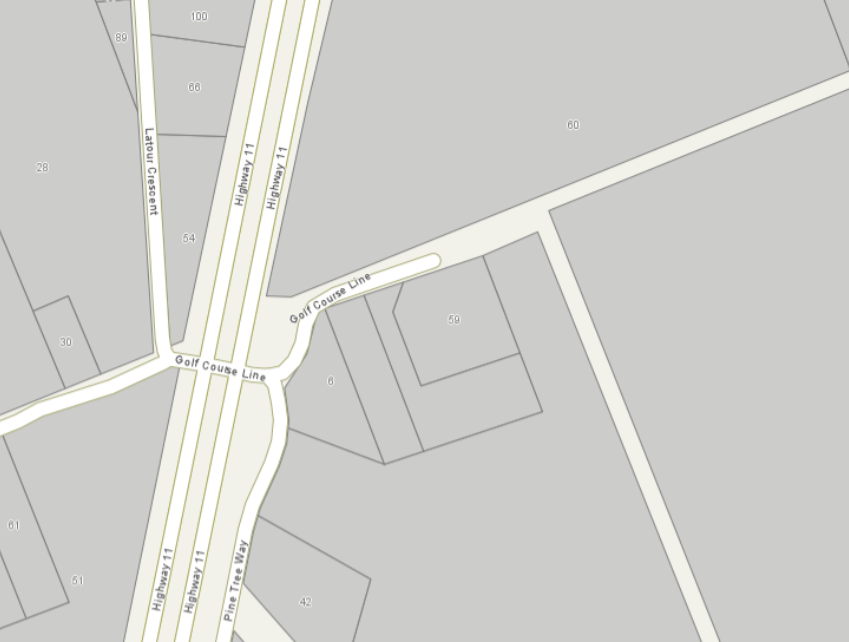 100
89
66
60
Latour Crescent
Highway 11
Highway 11
28
54
Golf Course Line
59
30
Golf Course Line
6
61
Highway 11
Highway 11
Pine Tree Way
51
42